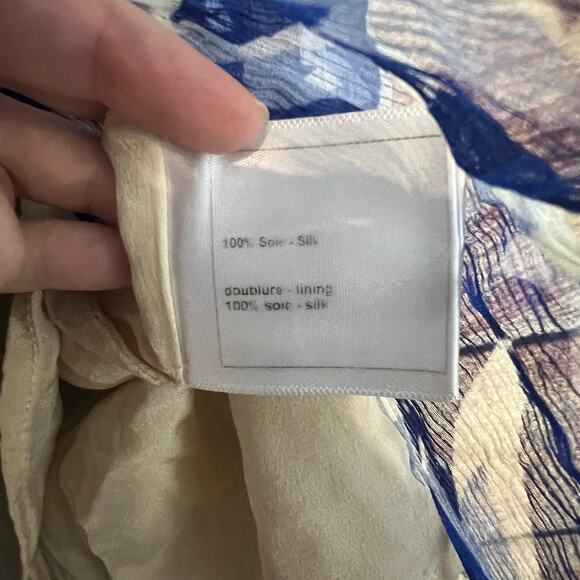 100% Soie - Silk
doublure - lining
100% soie - silk